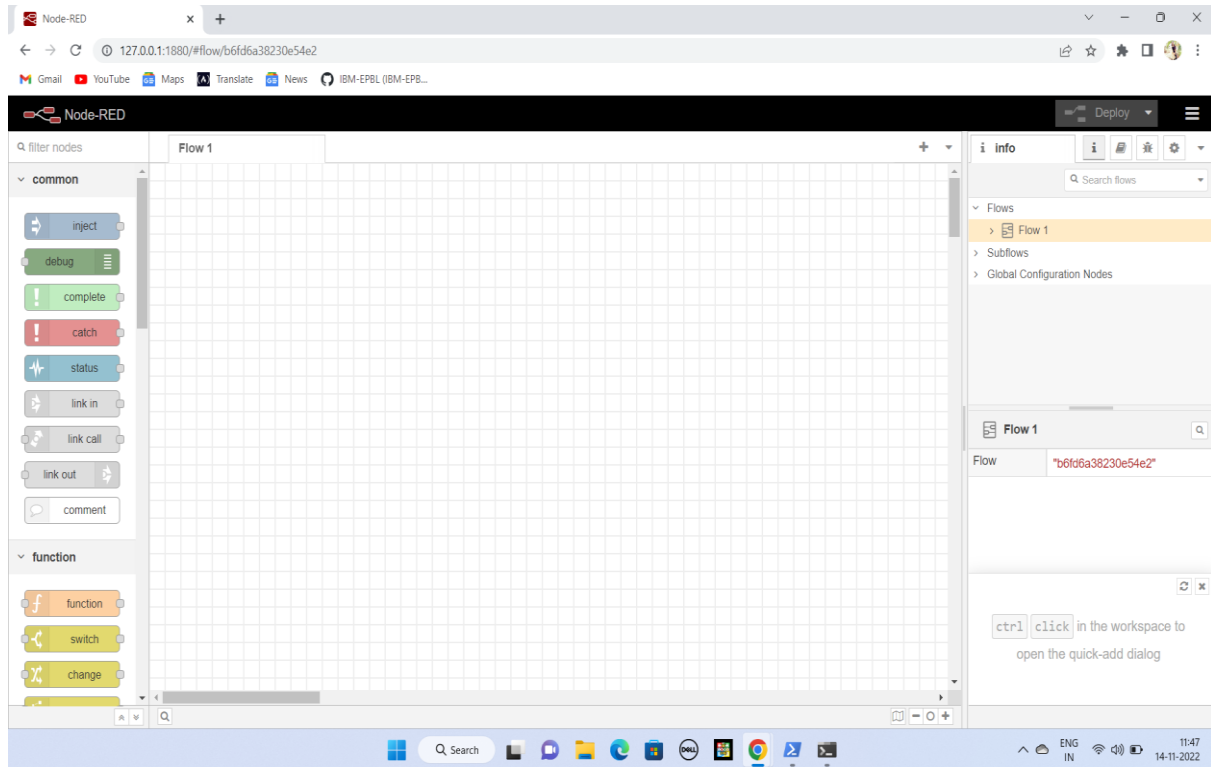 Node-RED
127.0.0.1:1880/#flow/b6fd6a38230e54e2
Gmail YouTube Maps Translate News IBM-EPBL (IBM-EPB...
Node-RED Deploy
filter nodes
Flow 1
i info
i
common
Search flows
inject
debug
complete
catch
status
link in
link call
link out
comment
function
function
switch
change
Flows
Flow 1
Subflows
Global Configuration Nodes
Flow 1
Flow "b6fd6a38230e54e2"
ctrl click in the workspace to
open the quick-add dialog
Search
DELL
ENG
IN
11:47
14-11-2022